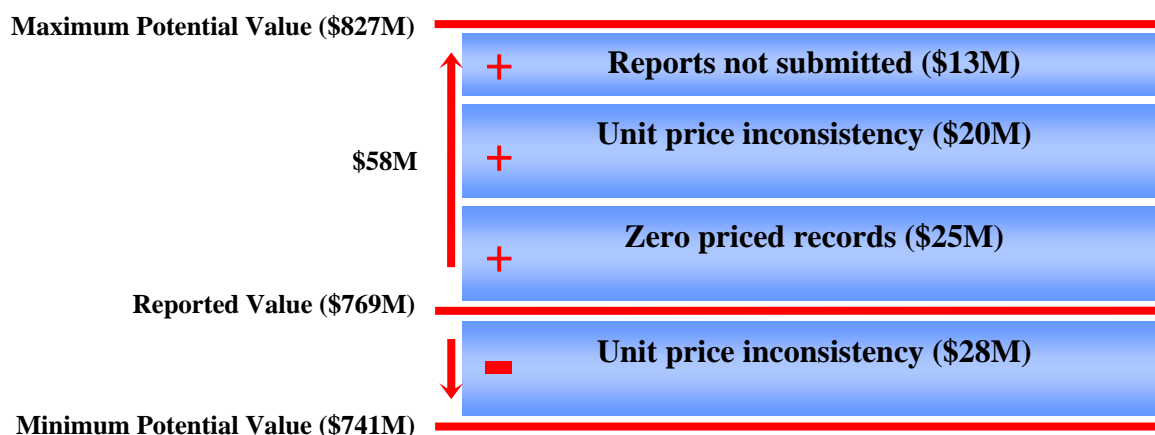 Maximum Potential Value ($827M)
+ Reports not submitted ($13M)
+ Unit price inconsistency ($20M)
$58M
+ Zero priced records ($25M)
Reported Value ($769M)
- Unit price inconsistency ($28M)
Minimum Potential Value ($741M)